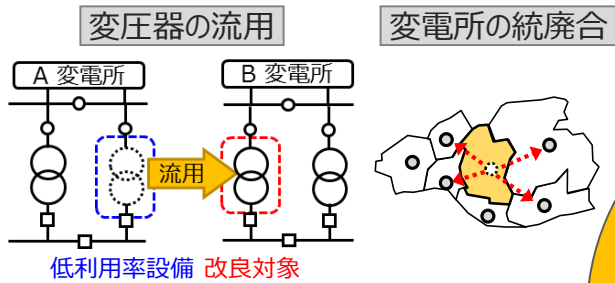 変圧器の流用
変電所の統廃合
A 変電所
B 変電所
流用
低利用率設備
改良対象